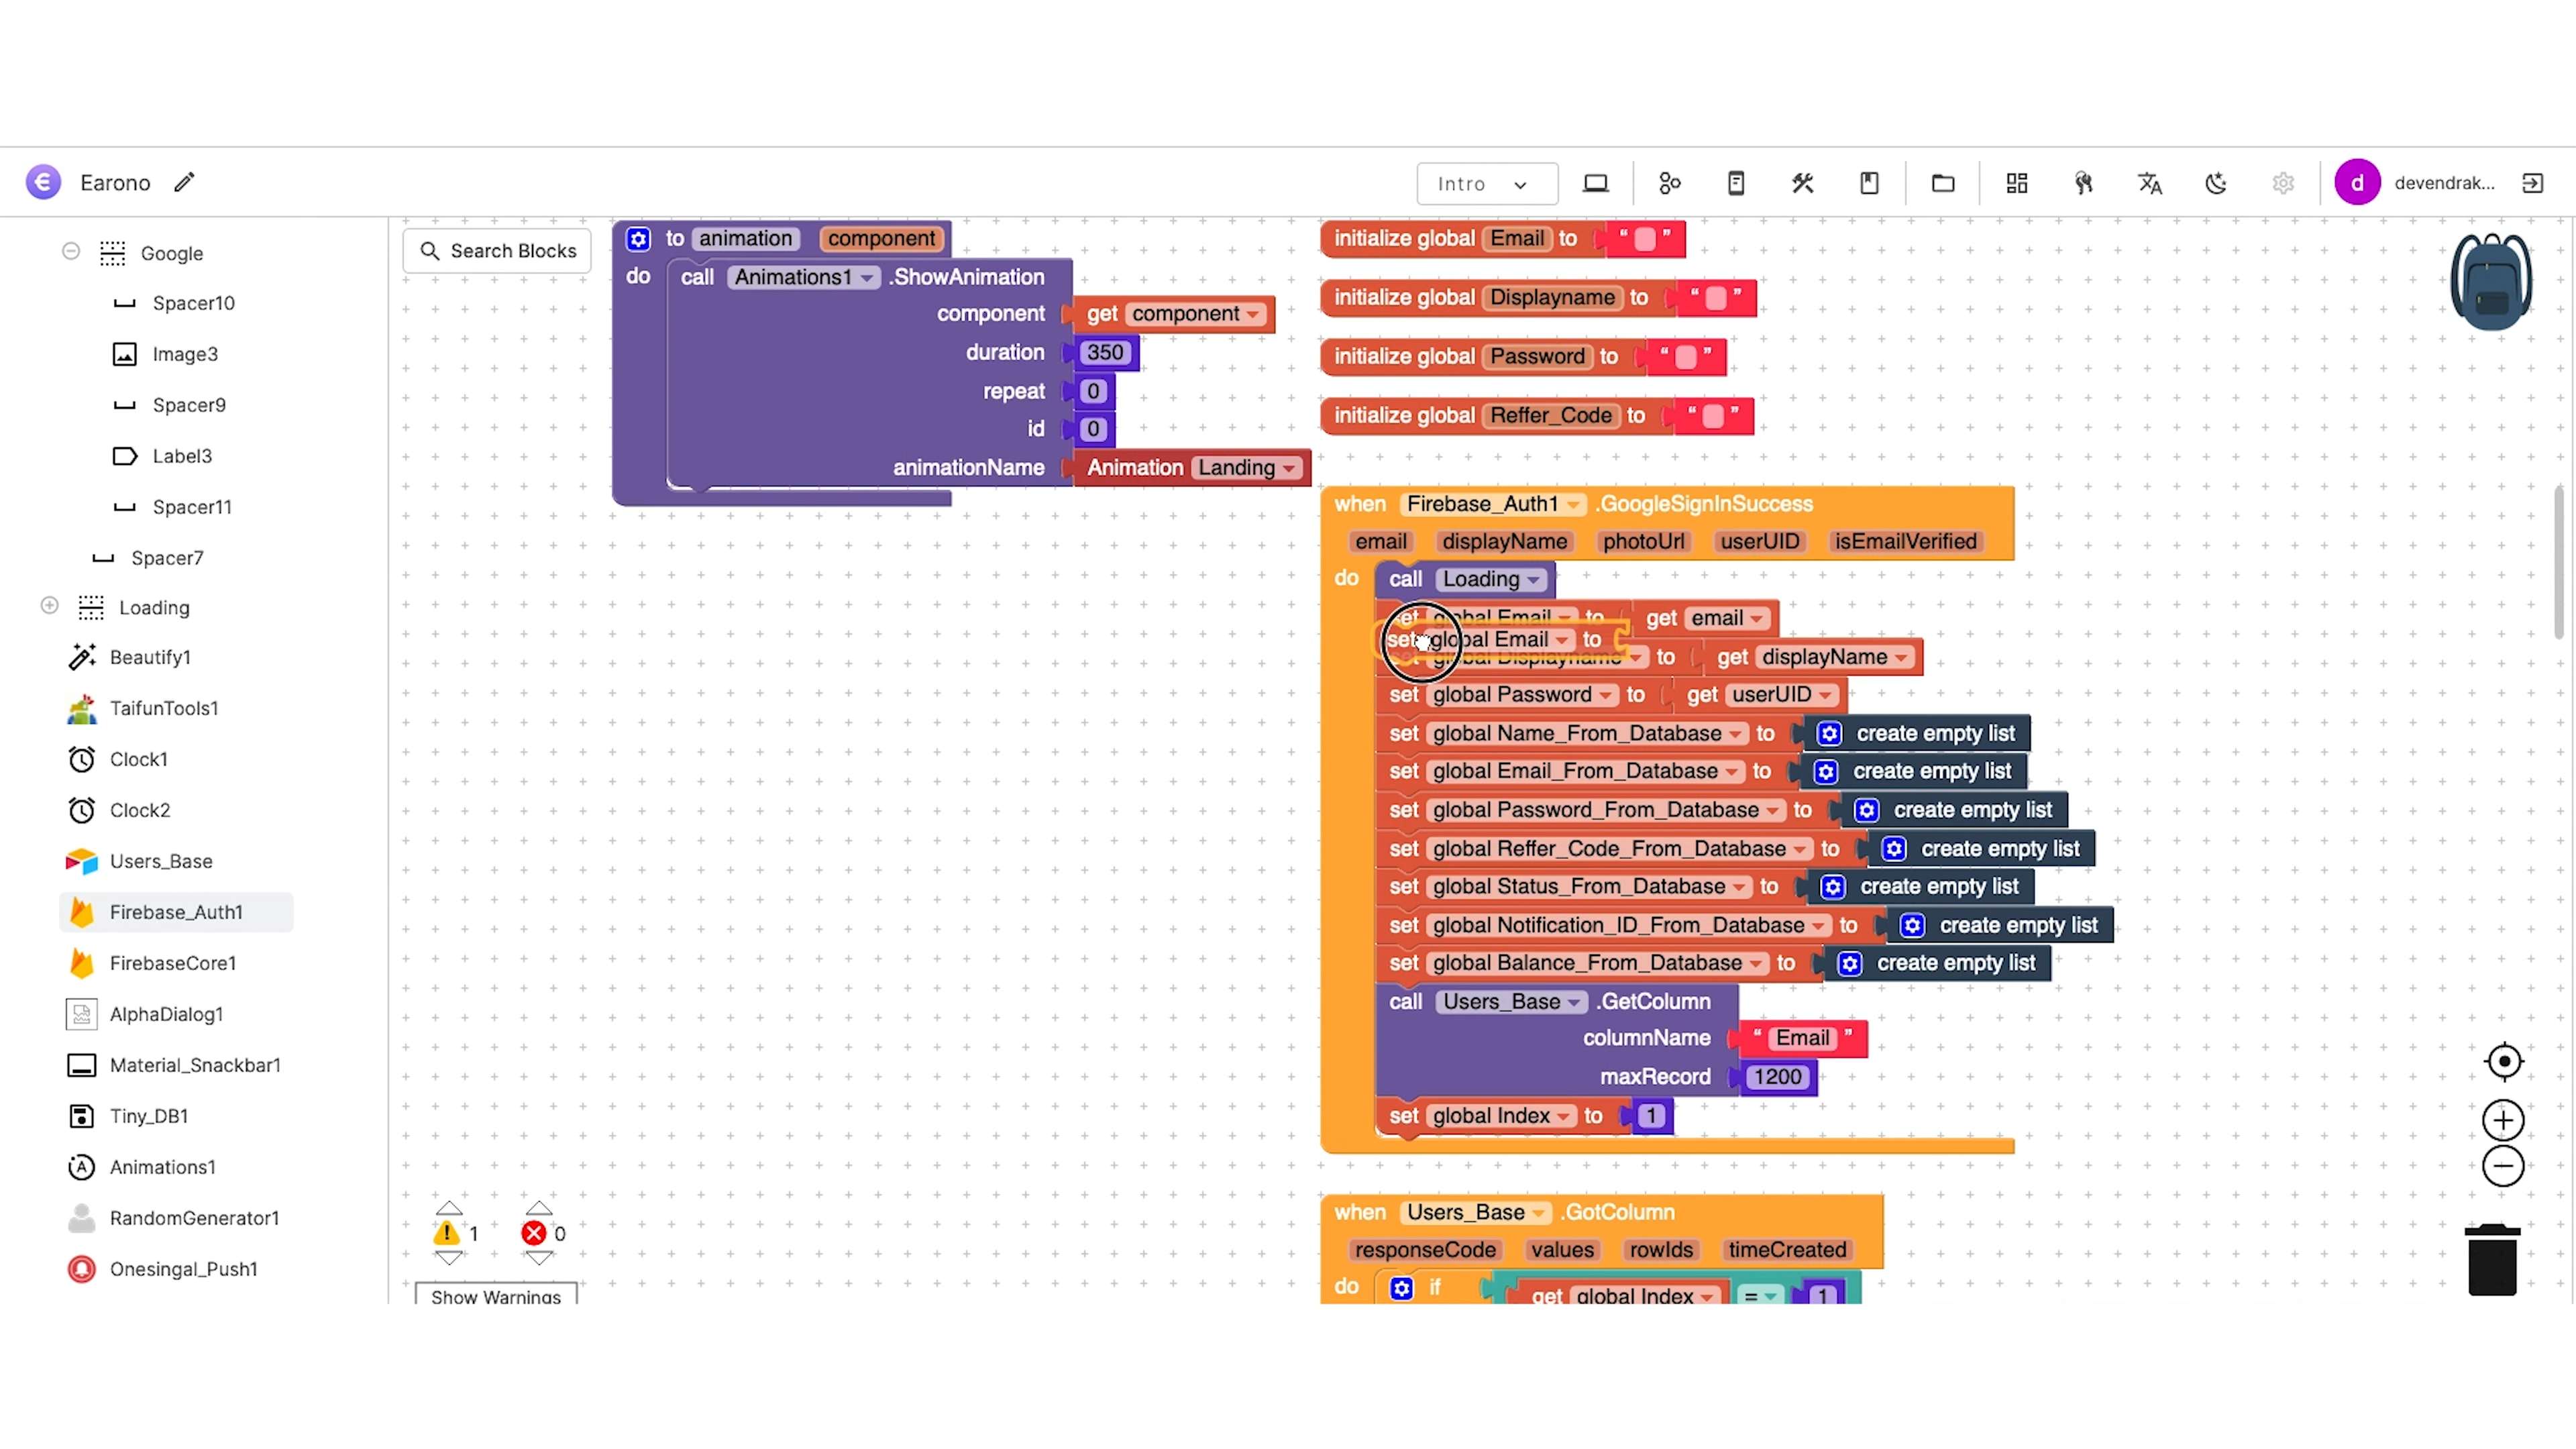 Earono
Intro
d
devendrak...
Google
Spacer10
Image3
Spacer9
Label3
Spacer11
Spacer7
Loading
Beautify1
TaifunTools1
Clock1
Clock2
Users_Base
Firebase_Auth1
FirebaseCore1
AlphaDialog1
Material_Snackbar1
Tiny_DB1
Animations1
RandomGenerator1
Onesingal_Push1
Search Blocks
to animation component
do call Animations1 .ShowAnimation
component get component
duration 350
repeat 0
id 0
animationName Animation Landing
1 0
Show Warnings
initialize global Email to “ ”
initialize global Displayname to “ ”
initialize global Password to “ ”
initialize global Reffer_Code to “ ”
when Firebase_Auth1 .GoogleSignInSuccess
email displayName photoUrl userUID isEmailVerified
do call Loading
set global Email to get email
set global Email to
set global Displayname to get displayName
set global Password to get userUID
set global Name_From_Database to create empty list
set global Email_From_Database to create empty list
set global Password_From_Database to create empty list
set global Reffer_Code_From_Database to create empty list
set global Status_From_Database to create empty list
set global Notification_ID_From_Database to create empty list
set global Balance_From_Database to create empty list
call Users_Base .GetColumn
columnName “ Email ”
maxRecord 1200
set global Index to 1
when Users_Base .GotColumn
responseCode values rowIds timeCreated
do if get global Index = 1